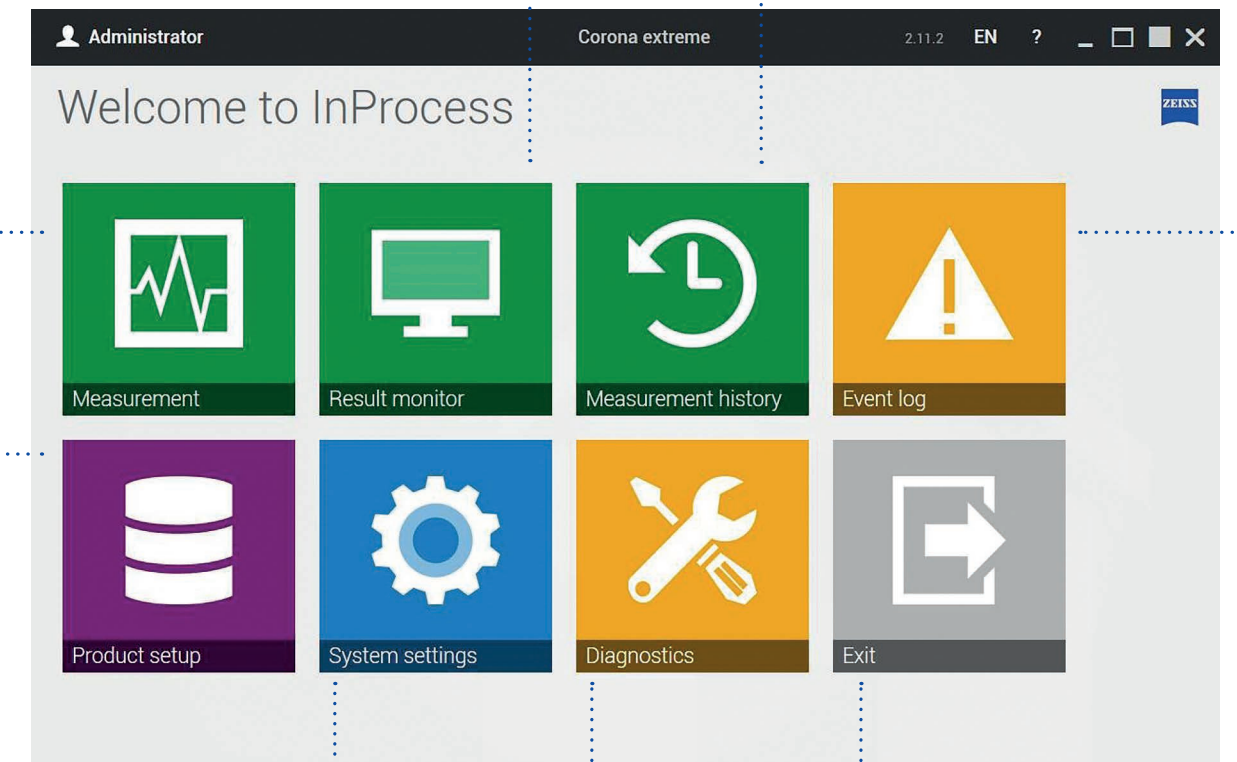 Administrator
Corona extreme
2.11.2
EN
?
Welcome to InProcess
ZEISS
Measurement
Result monitor
Measurement history
Event log
Product setup
System settings
Diagnostics
Exit